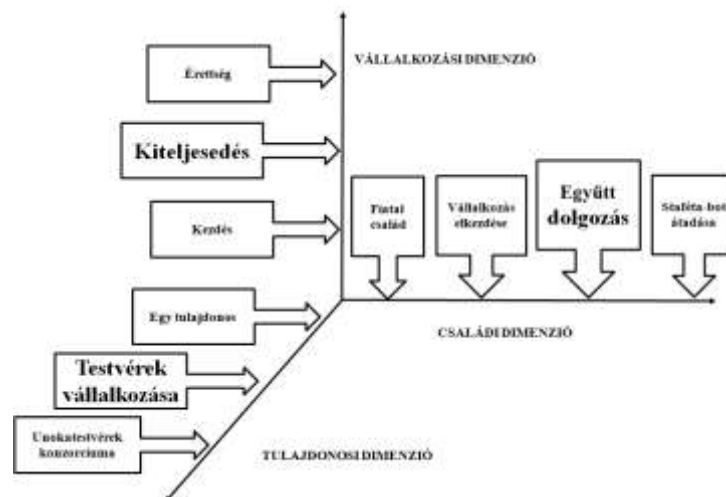 VÁLLALKOZÁSI DIMENZIÓ
Érettség
Kiteljesedés
Kezdés
Fiatal
család
Vállalkozás
elkezdése
Együtt
dolgozás
Staféta-bot
átadása
Egy tulajdonos
CSALÁDI DIMENZIÓ
Testvérek
vállalkozása
Unokatestvérek
konzorciuma
TULAJDONOSI DIMENZIÓ